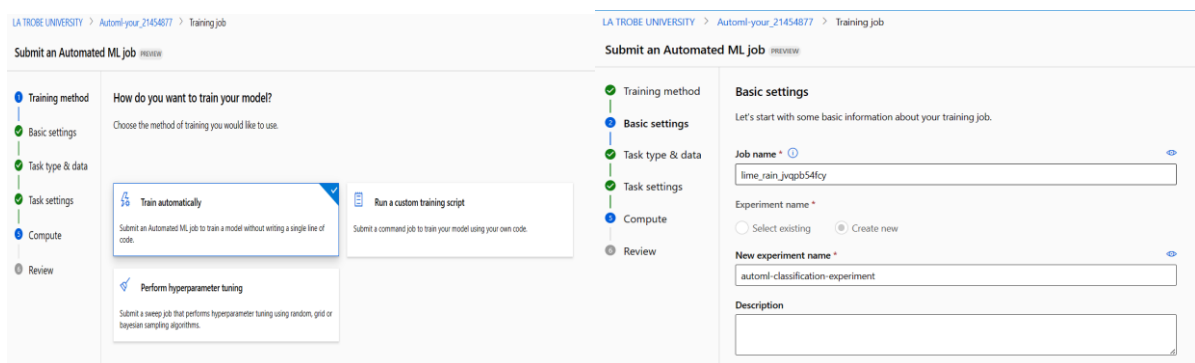 LA TROBE UNIVERSITY > Automl-your_21454877 > Training job
Submit an Automated ML job PREVIEW
1 Training method
Basic settings
Task type & data
Task settings
5 Compute
6 Review
How do you want to train your model?
Choose the method of training you would like to use.
Train automatically
Submit an Automated ML job to train a model without writing a single line of
code.
Run a custom training script
Submit a command job to train your model using your own code.
Perform hyperparameter tuning
Submit a sweep job that performs hyperparameter tuning using random, grid or
bayesian sampling algorithms.
LA TROBE UNIVERSITY > Automl-your_21454877 > Training job
Submit an Automated ML job PREVIEW
Training method
2 Basic settings
Task type & data
Task settings
5 Compute
6 Review
Basic settings
Let's start with some basic information about your training job.
Job name *
lime_rain_jvqpb54fcy
Experiment name *
Select existing
Create new
New experiment name *
automl-classification-experiment
Description